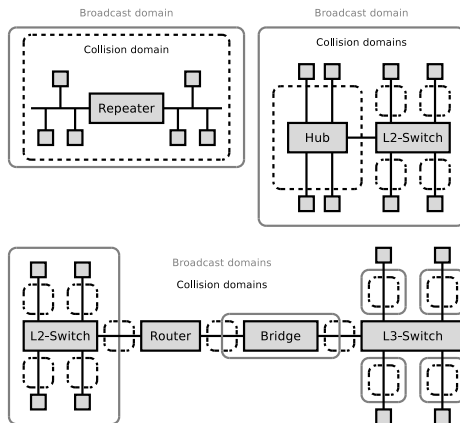 Broadcast domain
Collision domain
Repeater
Broadcast domain
Collision domains
Hub
L2-Switch
Broadcast domains
Collision domains
L2-Switch
Router
Bridge
L3-Switch